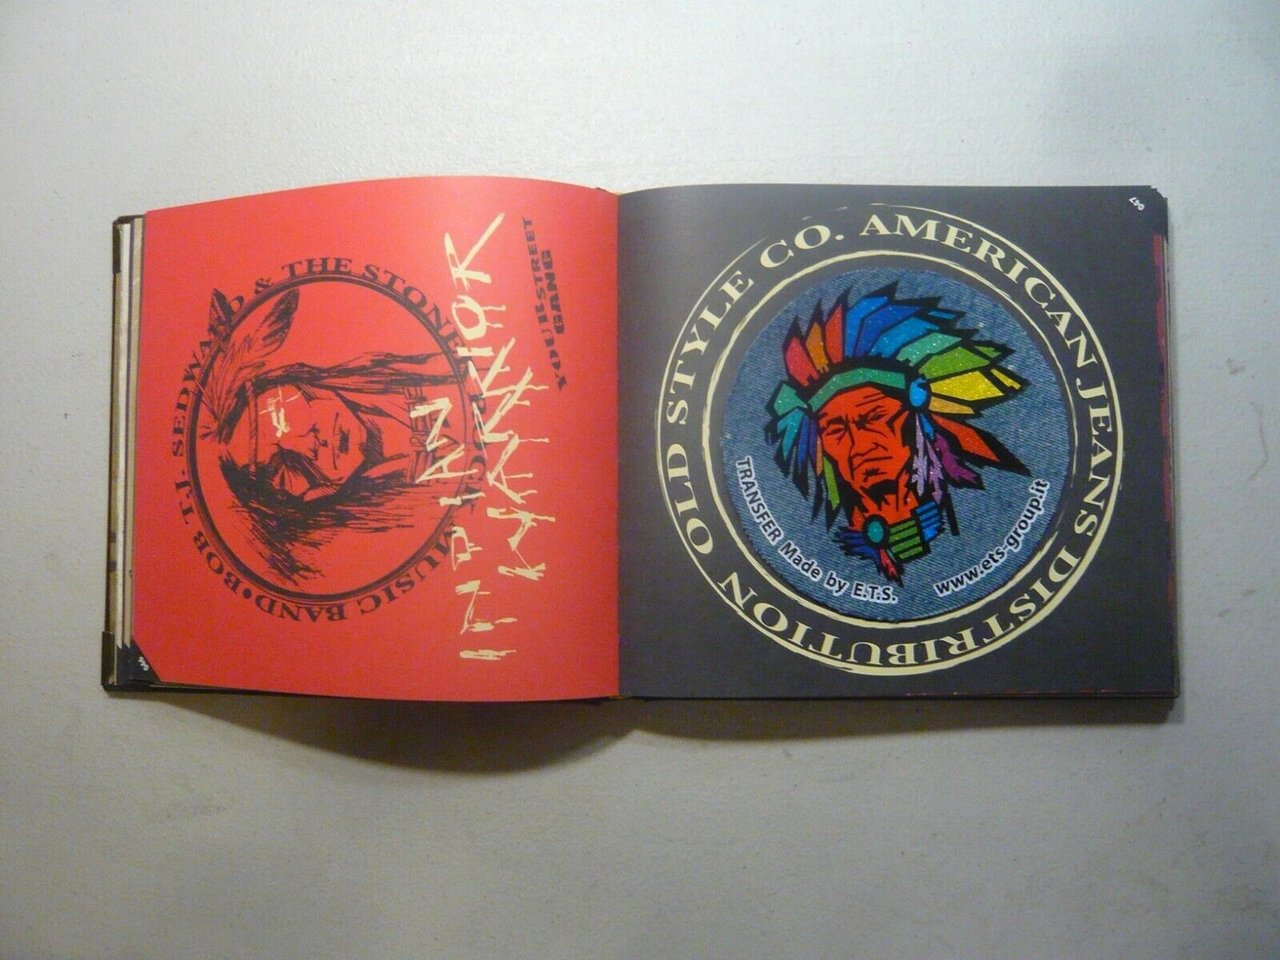 BOB T.I. SEDWARD & THE STONE
MUSIC BAND
INDIAN
WARRIOR
YOUR STREET
GANG
046
OLD STYLE CO. AMERICAN JEANS DISTRIBUTION
TRANSFER Made by E.T.S.
www.ets-group.it
047